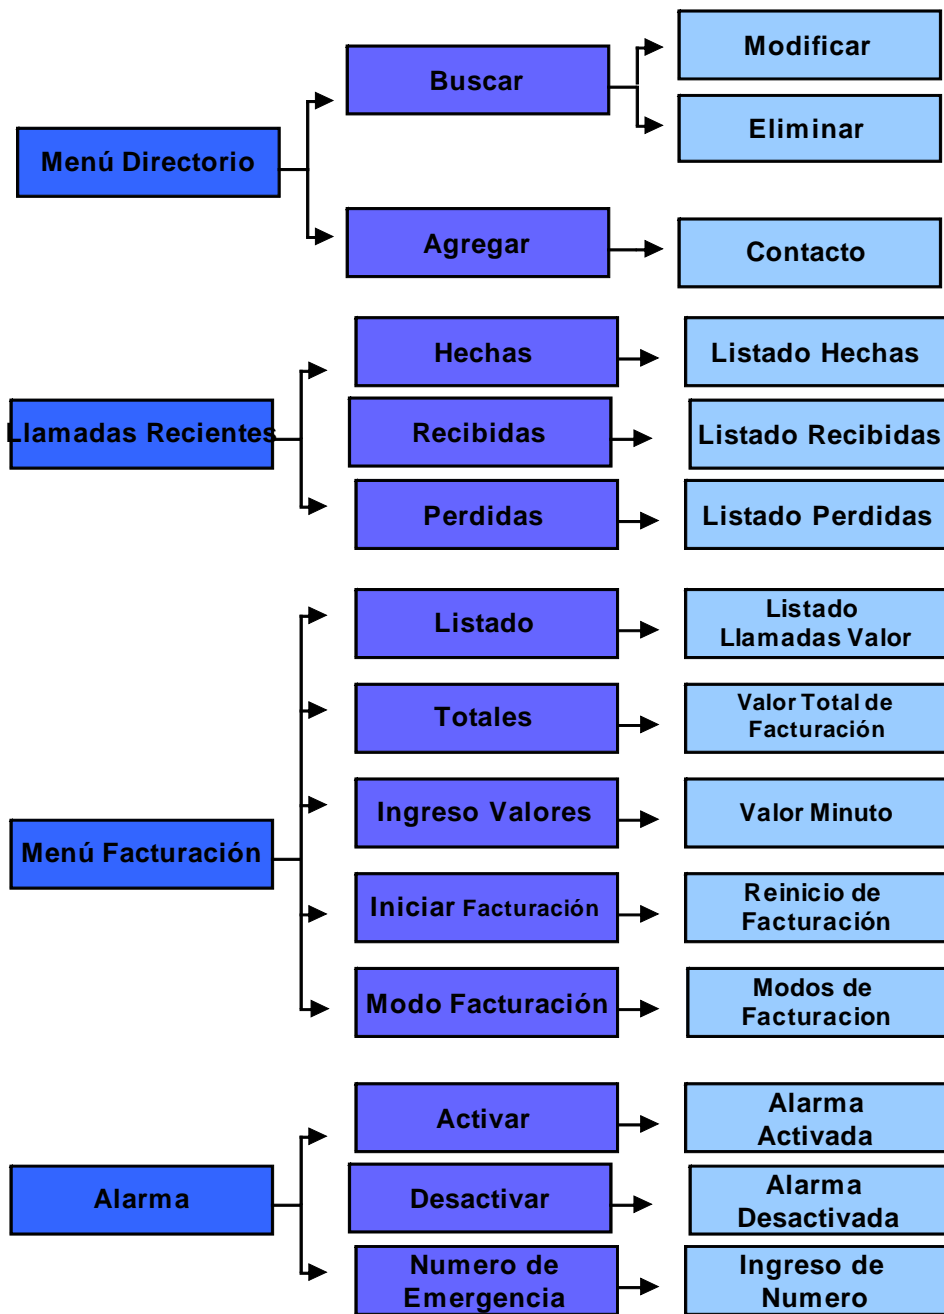 Menú Directorio
Buscar
Modificar
Eliminar
Agregar
Contacto
Llamadas Recientes
Hechas
Listado Hechas
Recibidas
Listado Recibidas
Perdidas
Listado Perdidas
Menú Facturación
Listado
Listado
Llamadas Valor
Totales
Valor Total de
Facturación
Ingreso Valores
Valor Minuto
Iniciar Facturación
Reinicio de
Facturación
Modo Facturación
Modos de
Facturacion
Alarma
Activar
Alarma
Activada
Desactivar
Alarma
Desactivada
Numero de
Emergencia
Ingreso de
Numero